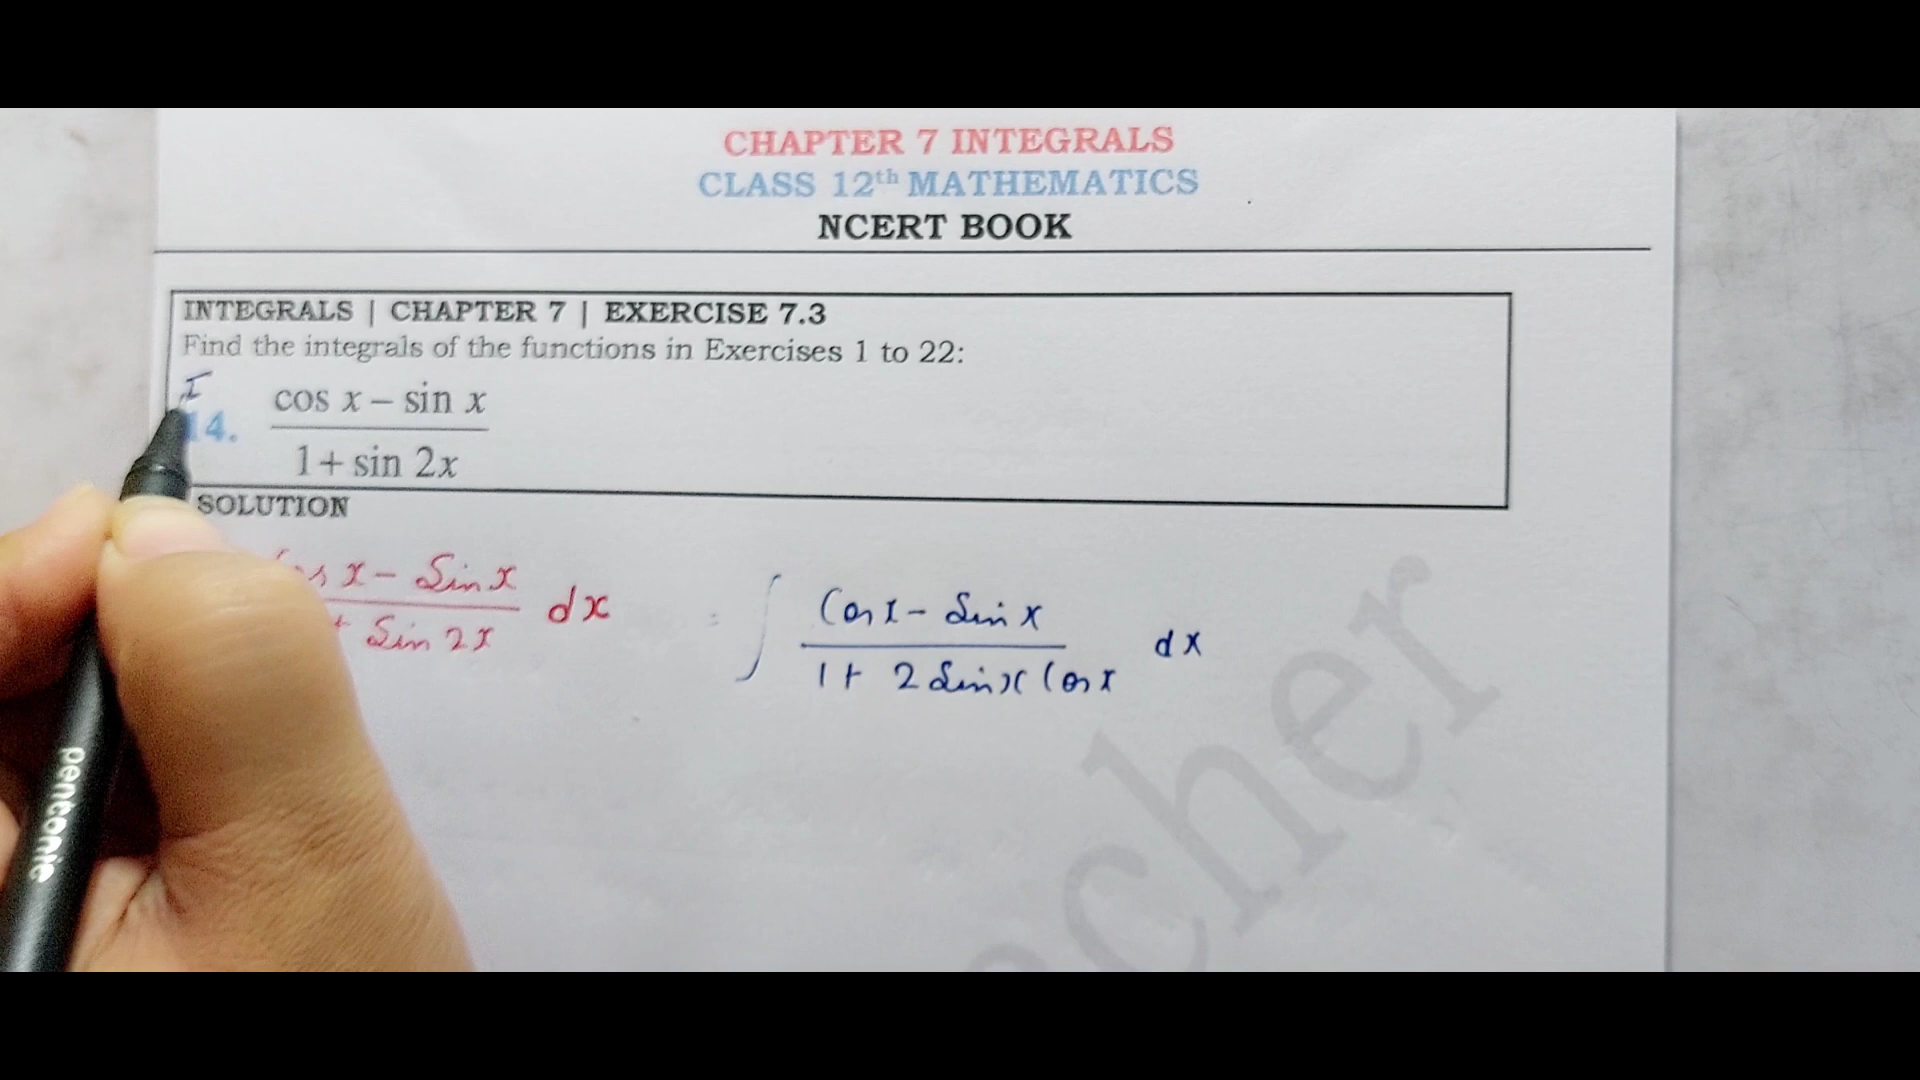 CHAPTER 7 INTEGRALS
CLASS 12th MATHEMATICS
NCERT BOOK
INTEGRALS | CHAPTER 7 | EXERCISE 7.3
Find the integrals of the functions in Exercises 1 to 22:
I
14. cos x – sin x
1+ sin 2x
SOLUTION
x - Sin x
+ Sin 2x dx
= ∫ Cos x - Sin x
1 + 2 Sin x Cos x dx
cher
pentonic